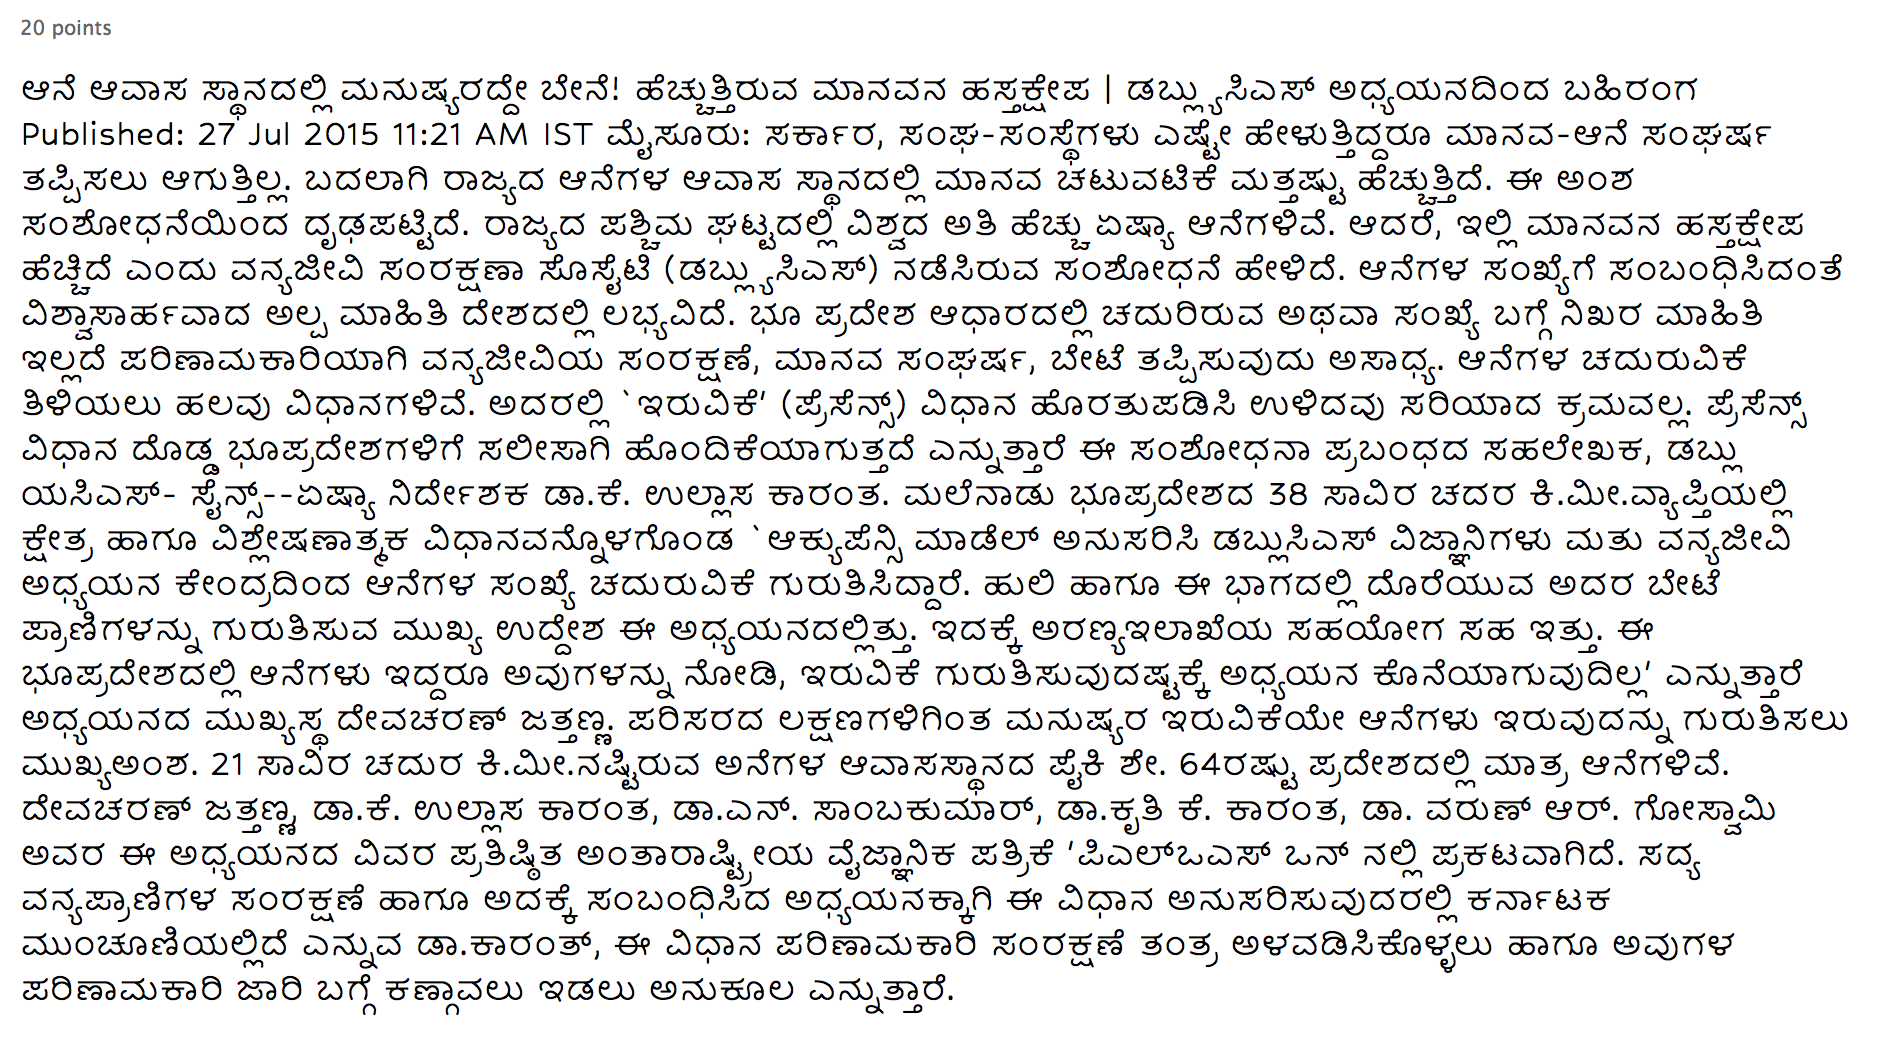 20 points
ಆನೆ ಆವಾಸ ಸ್ಥಾನದಲ್ಲಿ ಮನುಷ್ಯರದ್ದೇ ಬೇನೆ! ಹೆಚ್ಚುತ್ತಿರುವ ಮಾನವನ ಹಸ್ತಕ್ಷೇಪ | ಡಬ್ಲ್ಯುಸಿಎಸ್ ಅಧ್ಯಯನದಿಂದ ಬಹಿರಂಗ
Published: 27 Jul 2015 11:21 AM IST ಮೈಸೂರು: ಸರ್ಕಾರ, ಸಂಘ-ಸಂಸ್ಥೆಗಳು ಎಷ್ಟೇ ಹೇಳುತ್ತಿದ್ದರೂ ಮಾನವ-ಆನೆ ಸಂಘರ್ಷ
ತಪ್ಪಿಸಲು ಆಗುತ್ತಿಲ್ಲ. ಬದಲಾಗಿ ರಾಜ್ಯದ ಆನೆಗಳ ಆವಾಸ ಸ್ಥಾನದಲ್ಲಿ ಮಾನವ ಚಟುವಟಿಕೆ ಮತ್ತಷ್ಟು ಹೆಚ್ಚುತ್ತಿದೆ. ಈ ಅಂಶ
ಸಂಶೋಧನೆಯಿಂದ ದೃಢಪಟ್ಟಿದೆ. ರಾಜ್ಯದ ಪಶ್ಚಿಮ ಘಟ್ಟದಲ್ಲಿ ವಿಶ್ವದ ಅತಿ ಹೆಚ್ಚು ಏಷ್ಯಾ ಆನೆಗಳಿವೆ. ಆದರೆ, ಇಲ್ಲಿ ಮಾನವನ ಹಸ್ತಕ್ಷೇಪ
ಹೆಚ್ಚಿದೆ ಎಂದು ವನ್ಯಜೀವಿ ಸಂರಕ್ಷಣಾ ಸೊಸೈಟಿ (ಡಬ್ಲ್ಯುಸಿಎಸ್) ನಡೆಸಿರುವ ಸಂಶೋಧನೆ ಹೇಳಿದೆ. ಆನೆಗಳ ಸಂಖ್ಯೆಗೆ ಸಂಬಂಧಿಸಿದಂತೆ
ವಿಶ್ವಾಸಾರ್ಹವಾದ ಅಲ್ಪ ಮಾಹಿತಿ ದೇಶದಲ್ಲಿ ಲಭ್ಯವಿದೆ. ಭೂ ಪ್ರದೇಶ ಆಧಾರದಲ್ಲಿ ಚದುರಿರುವ ಅಥವಾ ಸಂಖ್ಯೆ ಬಗ್ಗೆ ನಿಖರ ಮಾಹಿತಿ
ಇಲ್ಲದೆ ಪರಿಣಾಮಕಾರಿಯಾಗಿ ವನ್ಯಜೀವಿಯ ಸಂರಕ್ಷಣೆ, ಮಾನವ ಸಂಘರ್ಷ, ಬೇಟೆ ತಪ್ಪಿಸುವುದು ಅಸಾಧ್ಯ. ಆನೆಗಳ ಚದುರುವಿಕೆ
ತಿಳಿಯಲು ಹಲವು ವಿಧಾನಗಳಿವೆ. ಅದರಲ್ಲಿ `ಇರುವಿಕೆ' (ಪ್ರೆಸೆನ್ಸ್) ವಿಧಾನ ಹೊರತುಪಡಿಸಿ ಉಳಿದವು ಸರಿಯಾದ ಕ್ರಮವಲ್ಲ. ಪ್ರೆಸೆನ್ಸ್
ವಿಧಾನ ದೊಡ್ಡ ಭೂಪ್ರದೇಶಗಳಿಗೆ ಸಲೀಸಾಗಿ ಹೊಂದಿಕೆಯಾಗುತ್ತದೆ ಎನ್ನುತ್ತಾರೆ ಈ ಸಂಶೋಧನಾ ಪ್ರಬಂಧದ ಸಹಲೇಖಕ, ಡಬ್ಲು
ಯಸಿಎಸ್- ಸೈನ್ಸ್--ಏಷ್ಯಾ ನಿರ್ದೇಶಕ ಡಾ.ಕೆ. ಉಲ್ಲಾಸ ಕಾರಂತ. ಮಲೆನಾಡು ಭೂಪ್ರದೇಶದ 38 ಸಾವಿರ ಚದರ ಕಿ.ಮೀ.ವ್ಯಾಪ್ತಿಯಲ್ಲಿ
ಕ್ಷೇತ್ರ ಹಾಗೂ ವಿಶ್ಲೇಷಣಾತ್ಮಕ ವಿಧಾನವನ್ನೊಳಗೊಂಡ `ಆಕ್ಯುಪೆನ್ಸಿ ಮಾಡೆಲ್ ಅನುಸರಿಸಿ ಡಬ್ಲುಸಿಎಸ್ ವಿಜ್ಞಾನಿಗಳು ಮತು ವನ್ಯಜೀವಿ
ಅಧ್ಯಯನ ಕೇಂದ್ರದಿಂದ ಆನೆಗಳ ಸಂಖ್ಯೆ ಚದುರುವಿಕೆ ಗುರುತಿಸಿದ್ದಾರೆ. ಹುಲಿ ಹಾಗೂ ಈ ಭಾಗದಲ್ಲಿ ದೊರೆಯುವ ಅದರ ಬೇಟೆ
ಪ್ರಾಣಿಗಳನ್ನು ಗುರುತಿಸುವ ಮುಖ್ಯ ಉದ್ದೇಶ ಈ ಅಧ್ಯಯನದಲ್ಲಿತ್ತು. ಇದಕ್ಕೆ ಅರಣ್ಯಇಲಾಖೆಯ ಸಹಯೋಗ ಸಹ ಇತ್ತು. ಈ
ಭೂಪ್ರದೇಶದಲ್ಲಿ ಆನೆಗಳು ಇದ್ದರೂ ಅವುಗಳನ್ನು ನೋಡಿ, ಇರುವಿಕೆ ಗುರುತಿಸುವುದಷ್ಟಕ್ಕೆ ಅಧ್ಯಯನ ಕೊನೆಯಾಗುವುದಿಲ್ಲ' ಎನ್ನುತ್ತಾರೆ
ಅಧ್ಯಯನದ ಮುಖ್ಯಸ್ಥ ದೇವಚರಣ್ ಜತ್ತಣ್ಣ. ಪರಿಸರದ ಲಕ್ಷಣಗಳಿಗಿಂತ ಮನುಷ್ಯರ ಇರುವಿಕೆಯೇ ಆನೆಗಳು ಇರುವುದನ್ನು ಗುರುತಿಸಲು
ಮುಖ್ಯಅಂಶ. 21 ಸಾವಿರ ಚದುರ ಕಿ.ಮೀ.ನಷ್ಟಿರುವ ಅನೆಗಳ ಆವಾಸಸ್ಥಾನದ ಪೈಕಿ ಶೇ. 64ರಷ್ಟು ಪ್ರದೇಶದಲ್ಲಿ ಮಾತ್ರ ಆನೆಗಳಿವೆ.
ದೇವಚರಣ್ ಜತ್ತಣ್ಣ, ಡಾ.ಕೆ. ಉಲ್ಲಾಸ ಕಾರಂತ, ಡಾ.ಎನ್. ಸಾಂಬಕುಮಾರ್, ಡಾ.ಕೃತಿ ಕೆ. ಕಾರಂತ, ಡಾ. ವರುಣ್ ಆರ್. ಗೋಸ್ವಾಮಿ
ಅವರ ಈ ಅಧ್ಯಯನದ ವಿವರ ಪ್ರತಿಷ್ಠಿತ ಅಂತಾರಾಷ್ಟ್ರೀಯ ವೈಜ್ಞಾನಿಕ ಪತ್ರಿಕೆ 'ಪಿಎಲ್ಒಎಸ್ ಒನ್ ನಲ್ಲಿ ಪ್ರಕಟವಾಗಿದೆ. ಸದ್ಯ
ವನ್ಯಪ್ರಾಣಿಗಳ ಸಂರಕ್ಷಣೆ ಹಾಗೂ ಅದಕ್ಕೆ ಸಂಬಂಧಿಸಿದ ಅಧ್ಯಯನಕ್ಕಾಗಿ ಈ ವಿಧಾನ ಅನುಸರಿಸುವುದರಲ್ಲಿ ಕರ್ನಾಟಕ
ಮುಂಚೂಣಿಯಲ್ಲಿದೆ ಎನ್ನುವ ಡಾ.ಕಾರಂತ್, ಈ ವಿಧಾನ ಪರಿಣಾಮಕಾರಿ ಸಂರಕ್ಷಣೆ ತಂತ್ರ ಅಳವಡಿಸಿಕೊಳ್ಳಲು ಹಾಗೂ ಅವುಗಳ
ಪರಿಣಾಮಕಾರಿ ಜಾರಿ ಬಗ್ಗೆ ಕಣ್ಗಾವಲು ಇಡಲು ಅನುಕೂಲ ಎನ್ನುತ್ತಾರೆ.